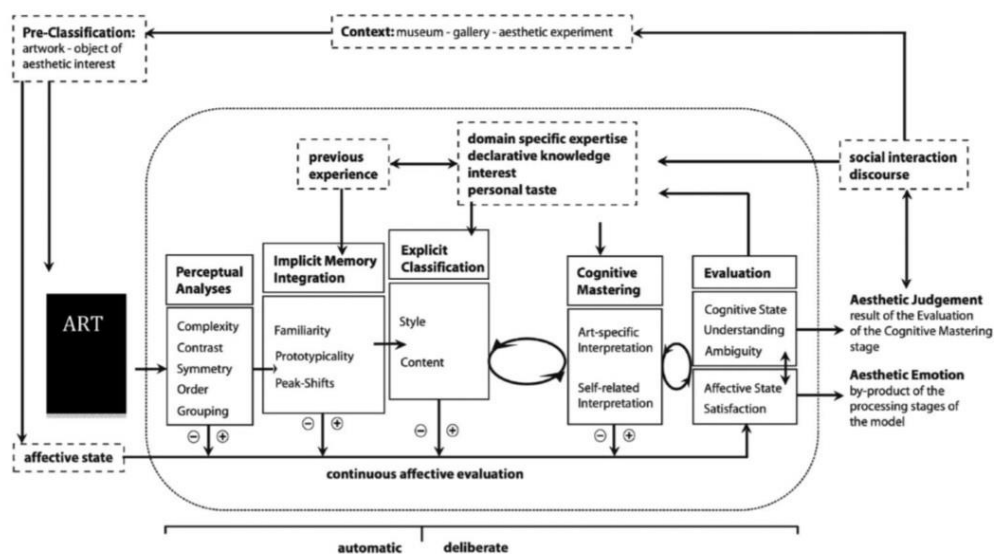 Pre-Classification:
artwork - object of
aesthetic interest
Context: museum - gallery - aesthetic experiment
previous
experience
domain specific expertise
declarative knowledge
interest
personal taste
social interaction
discourse
Perceptual
Analyses
Complexity
Contrast
Symmetry
Order
Grouping
Implicit Memory
Integration
Familiarity
Prototypicality
Peak-Shifts
Explicit
Classification
Style
Content
Cognitive
Mastering
Art-specific
Interpretation
Self-related
Interpretation
Evaluation
Cognitive State
Understanding
Ambiguity
Affective State
Satisfaction
Aesthetic Judgement
result of the Evaluation
of the Cognitive Mastering
stage
Aesthetic Emotion
by-product of the
processing stages of
the model
ART
affective state
− +
− +
− +
− +
continuous affective evaluation
automatic deliberate